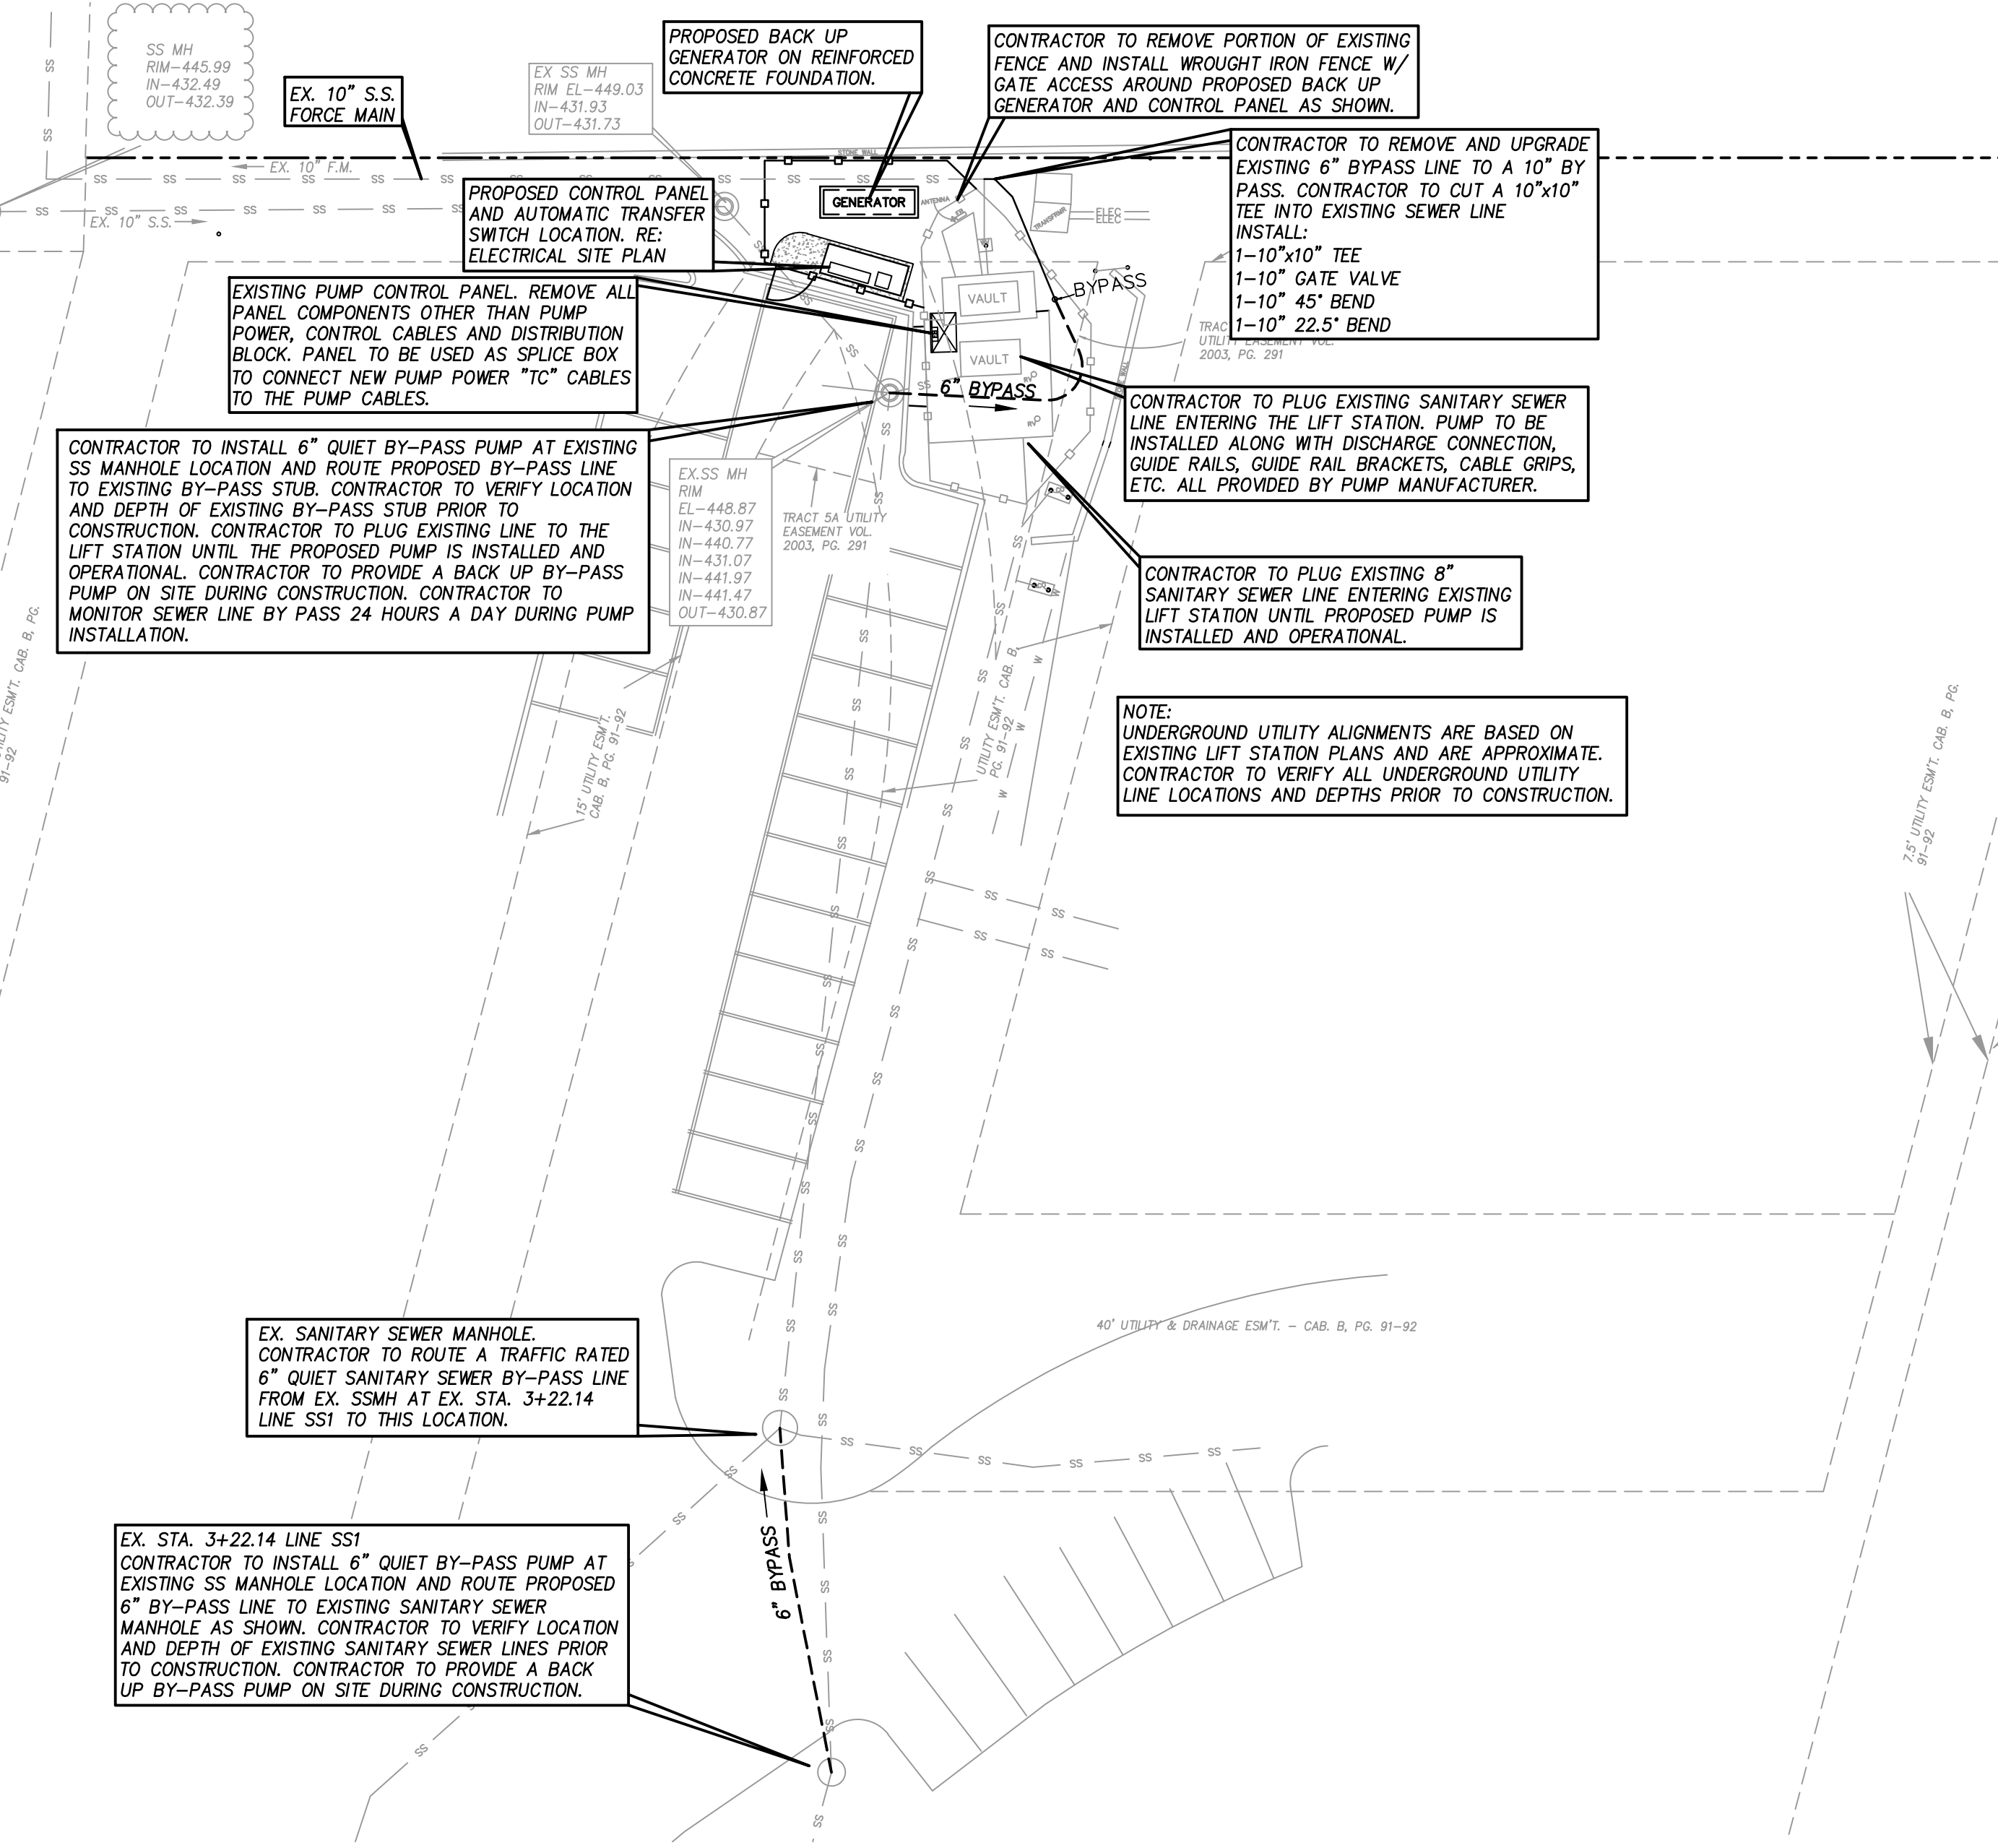 SS MH
RIM-445.99
IN-432.49
OUT-432.39
EX. 10" S.S.
FORCE MAIN
EX SS MH
RIM EL-449.03
IN-431.93
OUT-431.73
PROPOSED BACK UP
GENERATOR ON REINFORCED
CONCRETE FOUNDATION.
CONTRACTOR TO REMOVE PORTION OF EXISTING
FENCE AND INSTALL WROUGHT IRON FENCE W/
GATE ACCESS AROUND PROPOSED BACK UP
GENERATOR AND CONTROL PANEL AS SHOWN.
CONTRACTOR TO REMOVE AND UPGRADE
EXISTING 6" BYPASS LINE TO A 10" BY
PASS. CONTRACTOR TO CUT A 10"x10"
TEE INTO EXISTING SEWER LINE
INSTALL:
1-10"x10" TEE
1-10" GATE VALVE
1-10" 45° BEND
1-10" 22.5° BEND
STONE WALL
EX. 10" F.M.
EX. 10" S.S.
PROPOSED CONTROL PANEL
AND AUTOMATIC TRANSFER
SWITCH LOCATION. RE:
ELECTRICAL SITE PLAN
GENERATOR
ANTENNA
TRANSFRMR
ELEC
ELEC
BYPASS
VAULT
VAULT
EXISTING PUMP CONTROL PANEL. REMOVE ALL
PANEL COMPONENTS OTHER THAN PUMP
POWER, CONTROL CABLES AND DISTRIBUTION
BLOCK. PANEL TO BE USED AS SPLICE BOX
TO CONNECT NEW PUMP POWER "TC" CABLES
TO THE PUMP CABLES.
TRAC
UTILITY EASEMENT VOL.
2003, PG. 291
6" BYPASS
RV
RV
CONTRACTOR TO PLUG EXISTING SANITARY SEWER
LINE ENTERING THE LIFT STATION. PUMP TO BE
INSTALLED ALONG WITH DISCHARGE CONNECTION,
GUIDE RAILS, GUIDE RAIL BRACKETS, CABLE GRIPS,
ETC. ALL PROVIDED BY PUMP MANUFACTURER.
CONTRACTOR TO INSTALL 6" QUIET BY-PASS PUMP AT EXISTING
SS MANHOLE LOCATION AND ROUTE PROPOSED BY-PASS LINE
TO EXISTING BY-PASS STUB. CONTRACTOR TO VERIFY LOCATION
AND DEPTH OF EXISTING BY-PASS STUB PRIOR TO
CONSTRUCTION. CONTRACTOR TO PLUG EXISTING LINE TO THE
LIFT STATION UNTIL THE PROPOSED PUMP IS INSTALLED AND
OPERATIONAL. CONTRACTOR TO PROVIDE A BACK UP BY-PASS
PUMP ON SITE DURING CONSTRUCTION. CONTRACTOR TO
MONITOR SEWER LINE BY PASS 24 HOURS A DAY DURING PUMP
INSTALLATION.
EX.SS MH
RIM
EL-448.87
IN-430.97
IN-440.77
IN-431.07
IN-441.97
IN-441.47
OUT-430.87
TRACT 5A UTILITY
EASEMENT VOL.
2003, PG. 291
CONTRACTOR TO PLUG EXISTING 8"
SANITARY SEWER LINE ENTERING EXISTING
LIFT STATION UNTIL PROPOSED PUMP IS
INSTALLED AND OPERATIONAL.
NOTE:
UNDERGROUND UTILITY ALIGNMENTS ARE BASED ON
EXISTING LIFT STATION PLANS AND ARE APPROXIMATE.
CONTRACTOR TO VERIFY ALL UNDERGROUND UTILITY
LINE LOCATIONS AND DEPTHS PRIOR TO CONSTRUCTION.
UTILITY ESM'T. CAB. B, PG.
91-92
15' UTILITY ESM'T.
CAB. B, PG. 91-92
UTILITY ESM'T. CAB. B,
PG. 91-92
7.5' UTILITY ESM'T. CAB. B, PG.
91-92
40' UTILITY & DRAINAGE ESM'T. - CAB. B, PG. 91-92
EX. SANITARY SEWER MANHOLE.
CONTRACTOR TO ROUTE A TRAFFIC RATED
6" QUIET SANITARY SEWER BY-PASS LINE
FROM EX. SSMH AT EX. STA. 3+22.14
LINE SS1 TO THIS LOCATION.
6" BYPASS
EX. STA. 3+22.14 LINE SS1
CONTRACTOR TO INSTALL 6" QUIET BY-PASS PUMP AT
EXISTING SS MANHOLE LOCATION AND ROUTE PROPOSED
6" BY-PASS LINE TO EXISTING SANITARY SEWER
MANHOLE AS SHOWN. CONTRACTOR TO VERIFY LOCATION
AND DEPTH OF EXISTING SANITARY SEWER LINES PRIOR
TO CONSTRUCTION. CONTRACTOR TO PROVIDE A BACK
UP BY-PASS PUMP ON SITE DURING CONSTRUCTION.